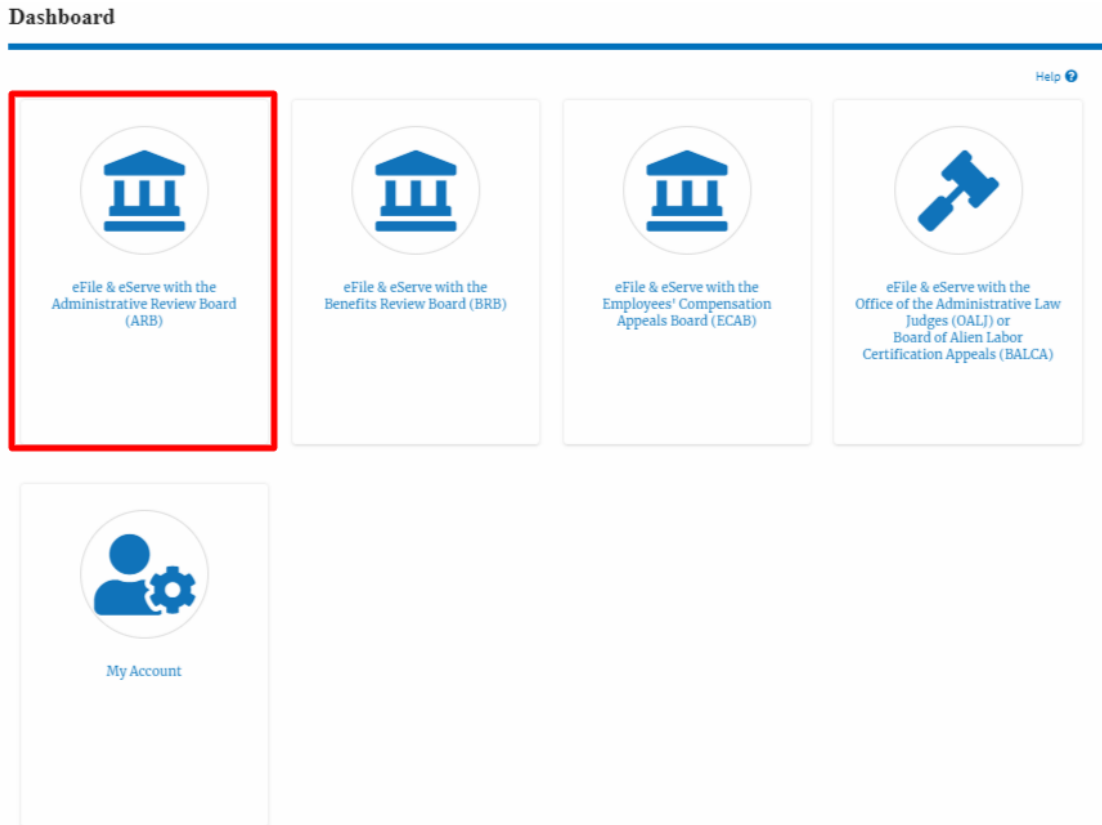 Dashboard
Help
eFile & eServe with the
Administrative Review Board
(ARB)
eFile & eServe with the
Benefits Review Board (BRB)
eFile & eServe with the
Employees' Compensation
Appeals Board (ECAB)
eFile & eServe with the
Office of the Administrative Law
Judges (OALJ) or
Board of Alien Labor
Certification Appeals (BALCA)
My Account